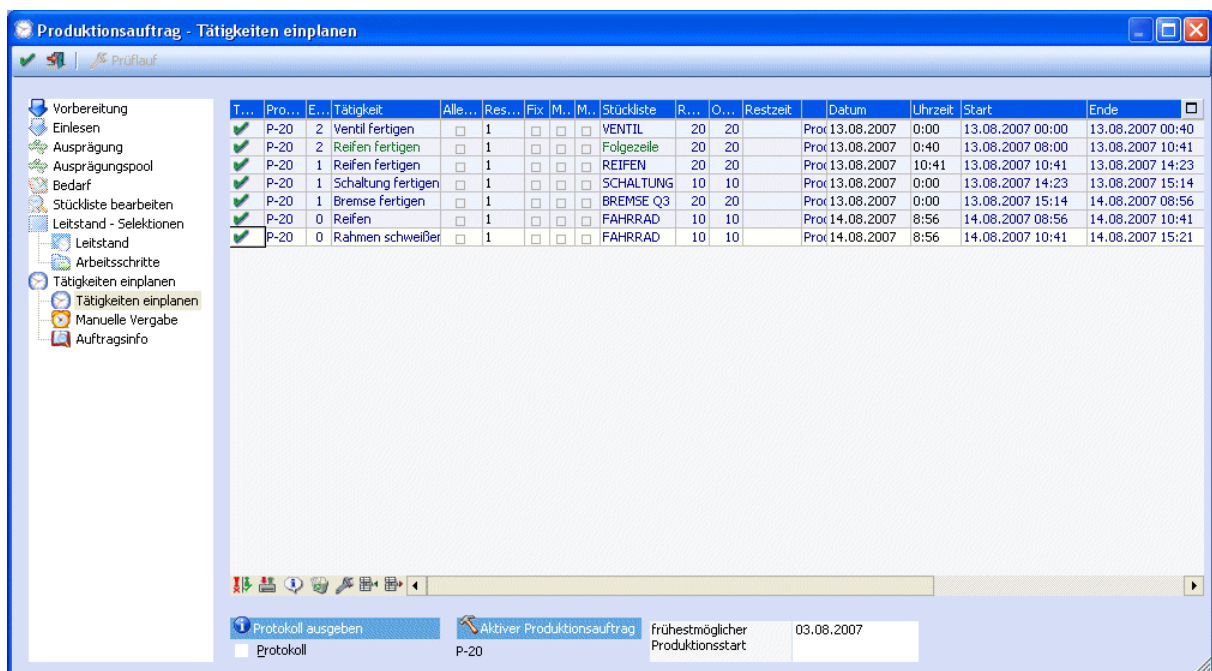 Produktionsauftrag - Tätigkeiten einplanen
Prüflauf
Vorbereitung
Einlesen
Ausprägung
Ausprägungspool
Bedarf
Stückliste bearbeiten
Leitstand - Selektionen
Leitstand
Arbeitsschritte
Tätigkeiten einplanen
Tätigkeiten einplanen
Manuelle Vergabe
Auftragsinfo
T... Pro... E... Tätigkeit Alle... Res... Fix M.. M.. Stückliste R... O... Restzeit Datum Uhrzeit Start Ende
P-20 2 Ventil fertigen 1 VENTIL 20 20 Proc 13.08.2007 0:00 13.08.2007 00:00 13.08.2007 00:40
P-20 2 Reifen fertigen 1 Folgezeile 20 20 Proc 13.08.2007 0:40 13.08.2007 08:00 13.08.2007 10:41
P-20 1 Reifen fertigen 1 REIFEN 20 20 Proc 13.08.2007 10:41 13.08.2007 10:41 13.08.2007 14:23
P-20 1 Schaltung fertigen 1 SCHALTUNG 10 10 Proc 13.08.2007 0:00 13.08.2007 14:23 13.08.2007 15:14
P-20 1 Bremse fertigen 1 BREMSE Q3 20 20 Proc 13.08.2007 0:00 13.08.2007 15:14 14.08.2007 08:56
P-20 0 Reifen 1 FAHRRAD 10 10 Proc 14.08.2007 8:56 14.08.2007 08:56 14.08.2007 10:41
P-20 0 Rahmen schweißer 1 FAHRRAD 10 10 Proc 14.08.2007 8:56 14.08.2007 10:41 14.08.2007 15:21
Protokoll ausgeben
Protokoll
Aktiver Produktionsauftrag
P-20
frühestmöglicher
Produktionsstart
03.08.2007